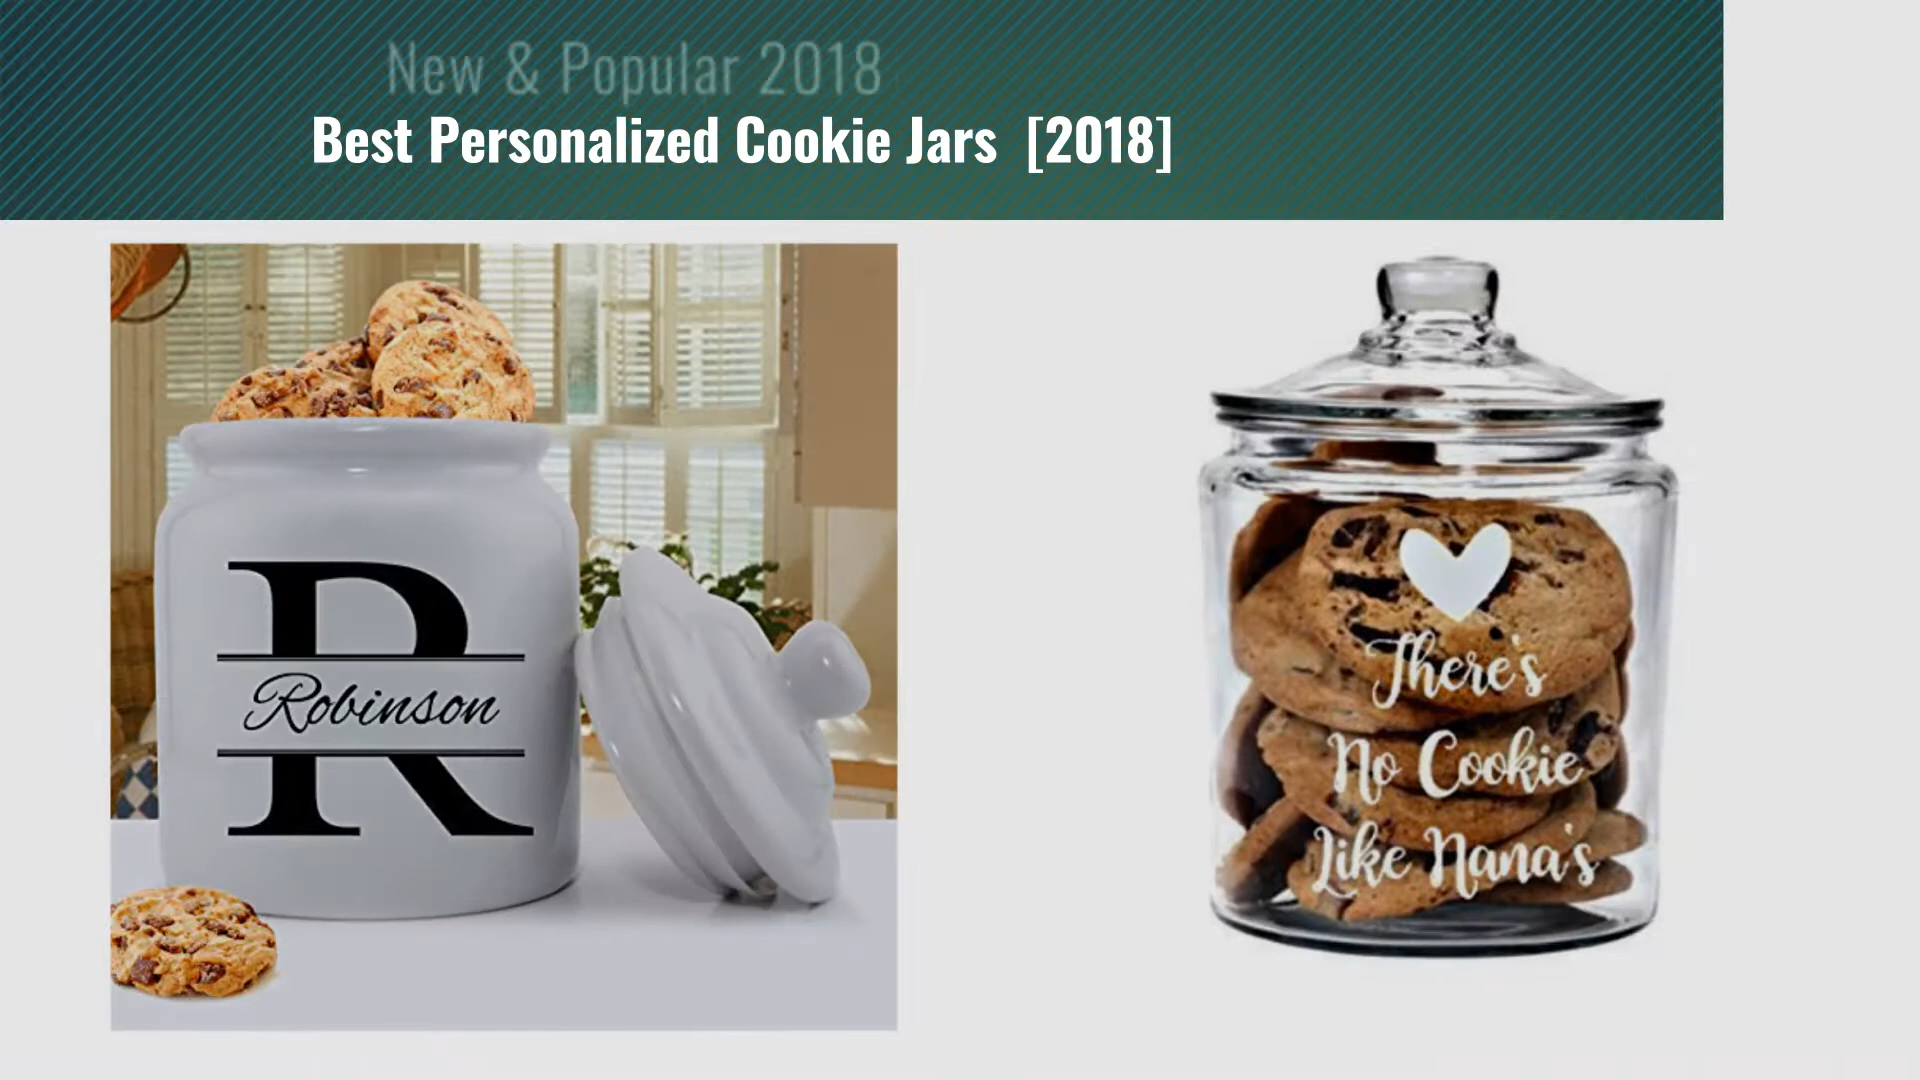 New & Popular 2018
Best Personalized Cookie Jars [2018]
R
Robinson
There's
No Cookie
Like Nana's